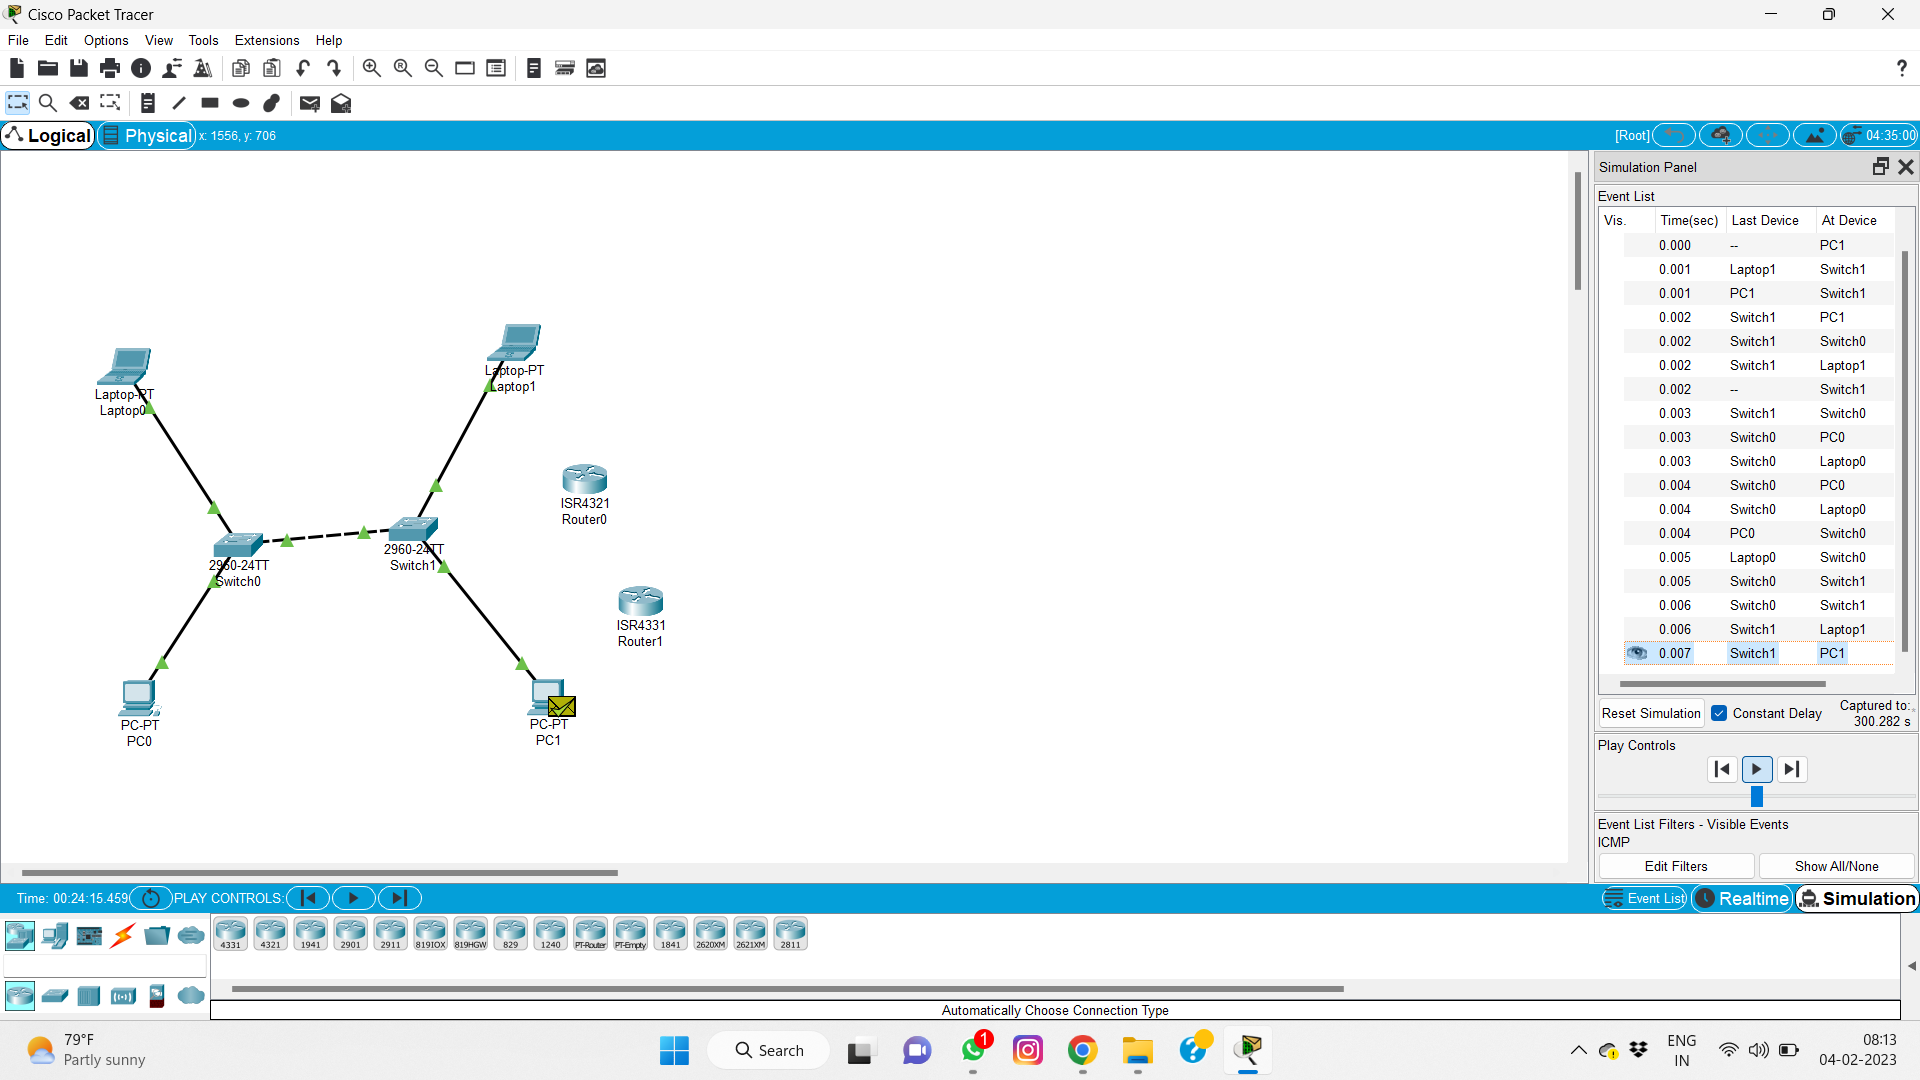 Cisco Packet Tracer
File Edit Options View Tools Extensions Help
Logical Physical x: 1556, y: 706 [Root] 04:35:00
Simulation Panel
Event List
Vis. Time(sec) Last Device At Device
0.000 -- PC1
0.001 Laptop1 Switch1
0.001 PC1 Switch1
0.002 Switch1 PC1
0.002 Switch1 Switch0
0.002 Switch1 Laptop1
0.002 -- Switch1
0.003 Switch1 Switch0
0.003 Switch0 PC0
0.003 Switch0 Laptop0
0.004 Switch0 PC0
0.004 Switch0 Laptop0
0.004 PC0 Switch0
0.005 Laptop0 Switch0
0.005 Switch0 Switch1
0.006 Switch0 Switch1
0.006 Switch1 Laptop1
0.007 Switch1 PC1
Reset Simulation Constant Delay Captured to:
300.282 s
Play Controls
Event List Filters - Visible Events
ICMP
Edit Filters Show All/None
Laptop-PT
Laptop0
Laptop-PT
Laptop1
ISR4321
Router0
2960-24TT
Switch0
2960-24TT
Switch1
ISR4331
Router1
PC-PT
PC0
PC-PT
PC1
Time: 00:24:15.459 PLAY CONTROLS: Event List Realtime Simulation
4331 4321 1941 2901 2911 819IOX 819HGW 829 1240 PT-Router PT-Empty 1841 2620XM 2621XM 2811
Automatically Choose Connection Type
79°F
Partly sunny
Search
1
ENG
IN
08:13
04-02-2023